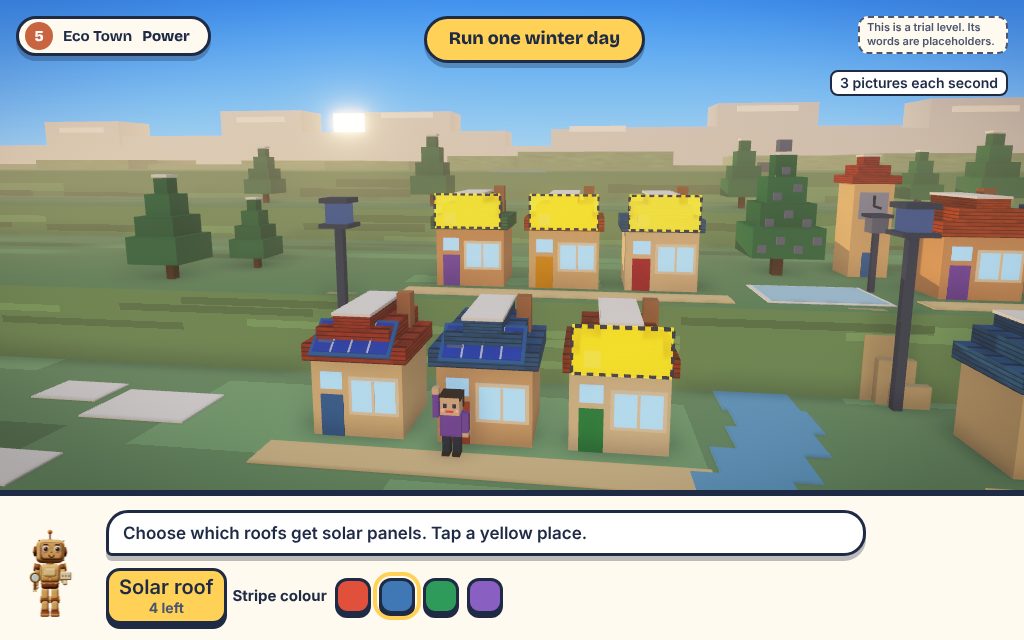 5 Eco Town Power
Run one winter day
This is a trial level. Its
words are placeholders.
3 pictures each second
Choose which roofs get solar panels. Tap a yellow place.
Solar roof
4 left
Stripe colour